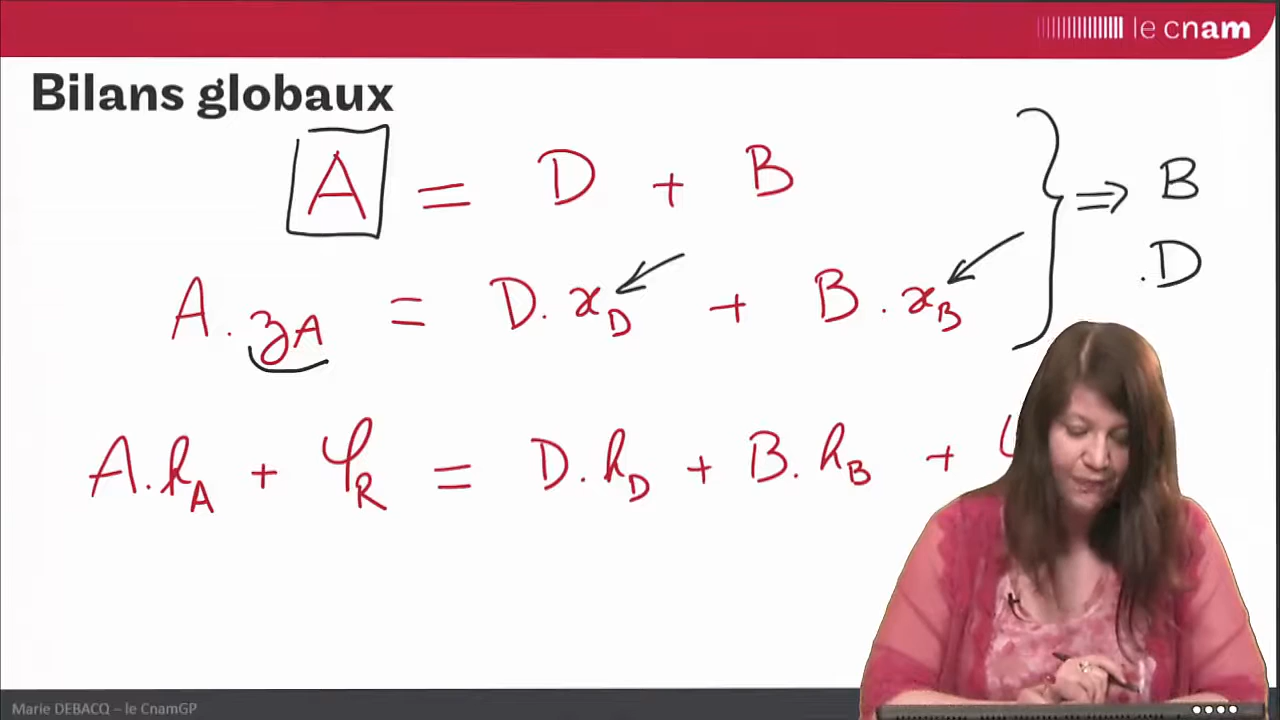 le cnam
Bilans globaux
A = D + B
A . zA = D . xD + B . xB
} ⇒ B
. D
A . hA + φR = D . hD + B . hB +
Marie DEBACQ – le CnamGP